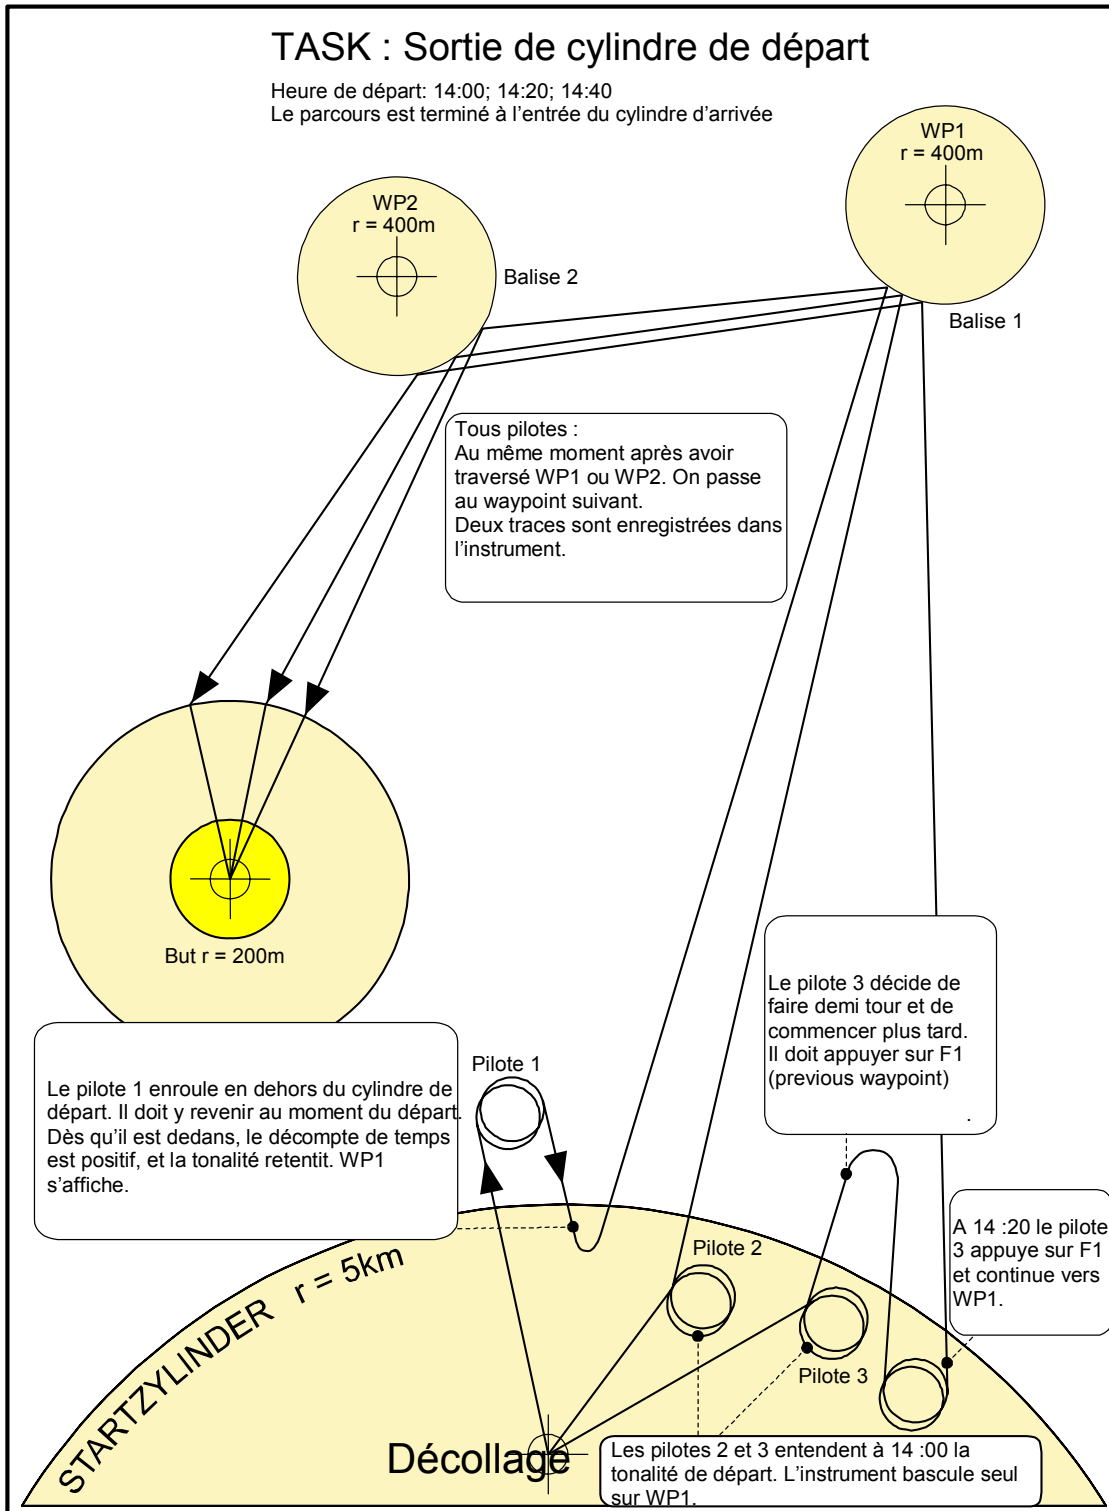 TASK : Sortie de cylindre de départ
Heure de départ: 14:00; 14:20; 14:40
Le parcours est terminé à l'entrée du cylindre d'arrivée
WP1
r = 400m
WP2
r = 400m
Balise 2
Balise 1
Tous pilotes :
Au même moment après avoir
traversé WP1 ou WP2. On passe
au waypoint suivant.
Deux traces sont enregistrées dans
l'instrument.
But r = 200m
Le pilote 3 décide de
faire demi tour et de
commencer plus tard.
Il doit appuyer sur F1
(previous waypoint)
.
Pilote 1
Le pilote 1 enroule en dehors du cylindre de
départ. Il doit y revenir au moment du départ.
Dès qu'il est dedans, le décompte de temps
est positif, et la tonalité retentit. WP1
s'affiche.
A 14 :20 le pilote
3 appuye sur F1
et continue vers
WP1.
Pilote 2
STARTZYLINDER r = 5km
Pilote 3
Décollage
Les pilotes 2 et 3 entendent à 14 :00 la
tonalité de départ. L'instrument bascule seul
sur WP1.